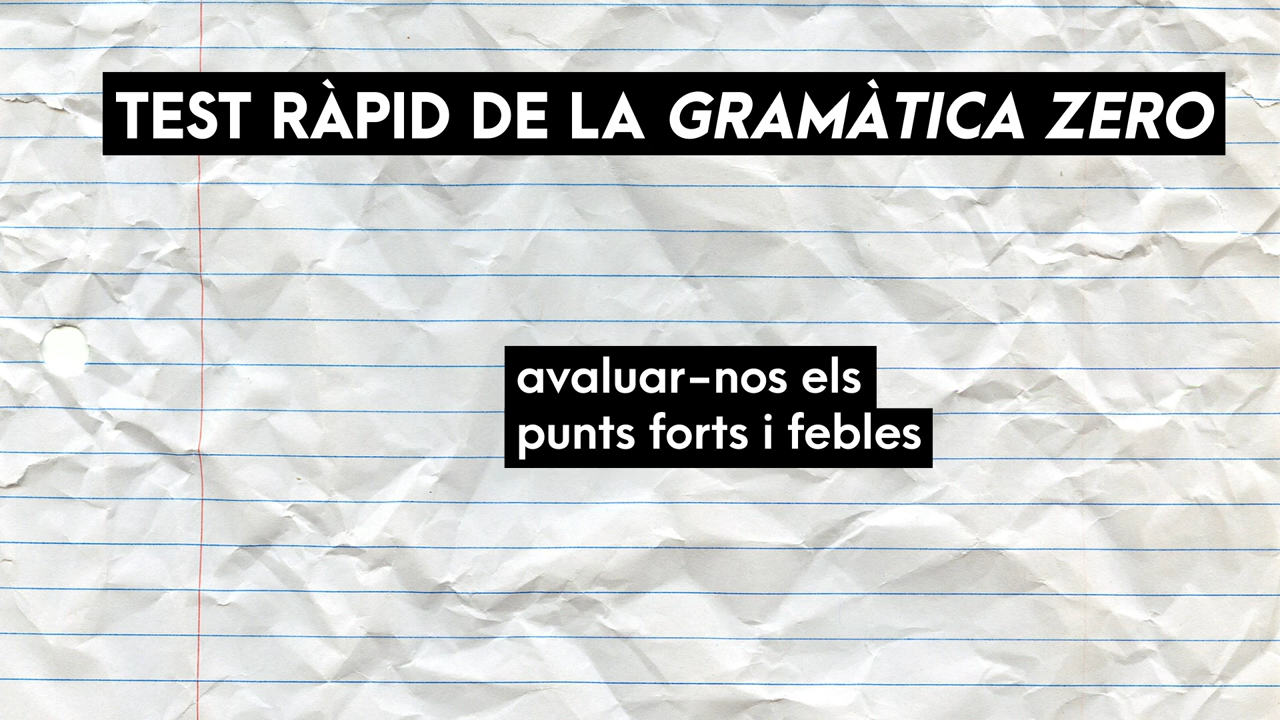 TEST RÀPID DE LA GRAMÀTICA ZERO
avaluar-nos els
punts forts i febles